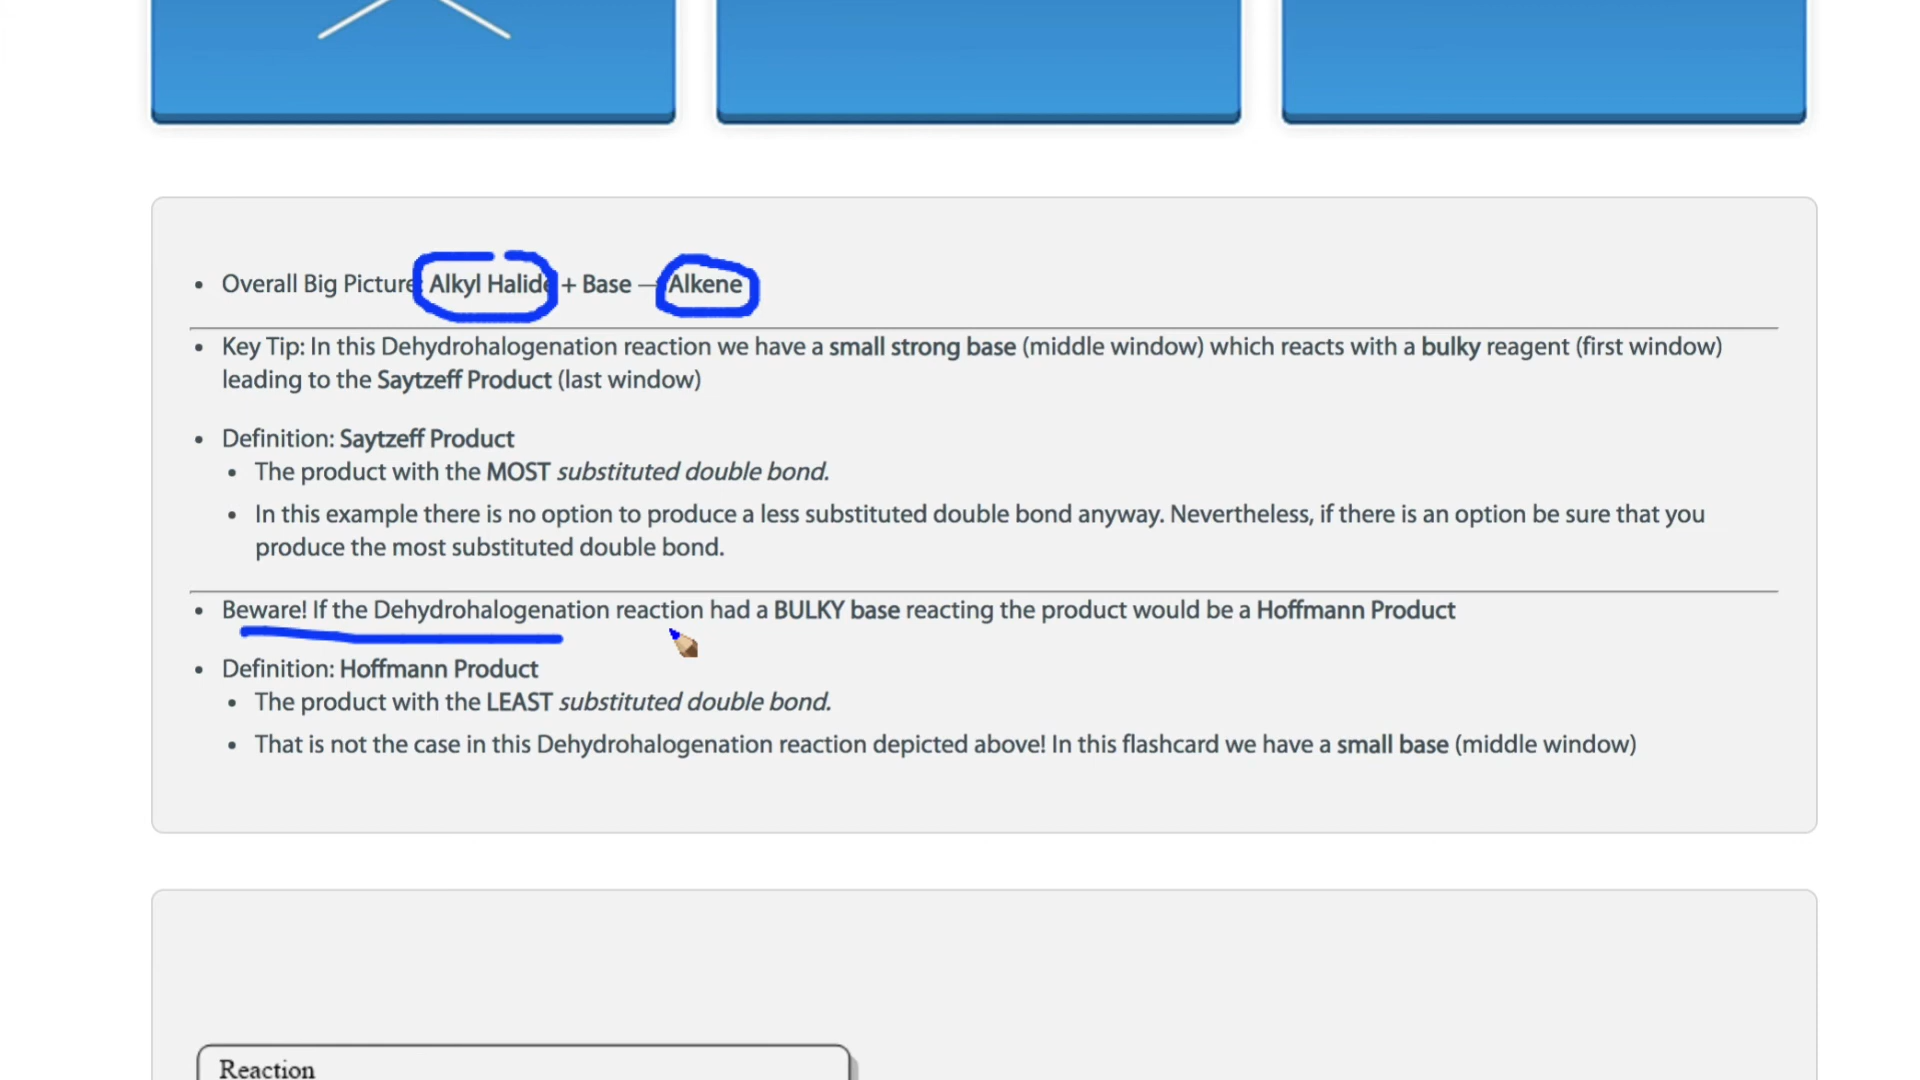 Overall Big Picture: Alkyl Halide + Base → Alkene
Key Tip: In this Dehydrohalogenation reaction we have a small strong base (middle window) which reacts with a bulky reagent (first window)
leading to the Saytzeff Product (last window)
Definition: Saytzeff Product
The product with the MOST substituted double bond.
In this example there is no option to produce a less substituted double bond anyway. Nevertheless, if there is an option be sure that you
produce the most substituted double bond.
Beware! If the Dehydrohalogenation reaction had a BULKY base reacting the product would be a Hoffmann Product
Definition: Hoffmann Product
The product with the LEAST substituted double bond.
That is not the case in this Dehydrohalogenation reaction depicted above! In this flashcard we have a small base (middle window)
Reaction